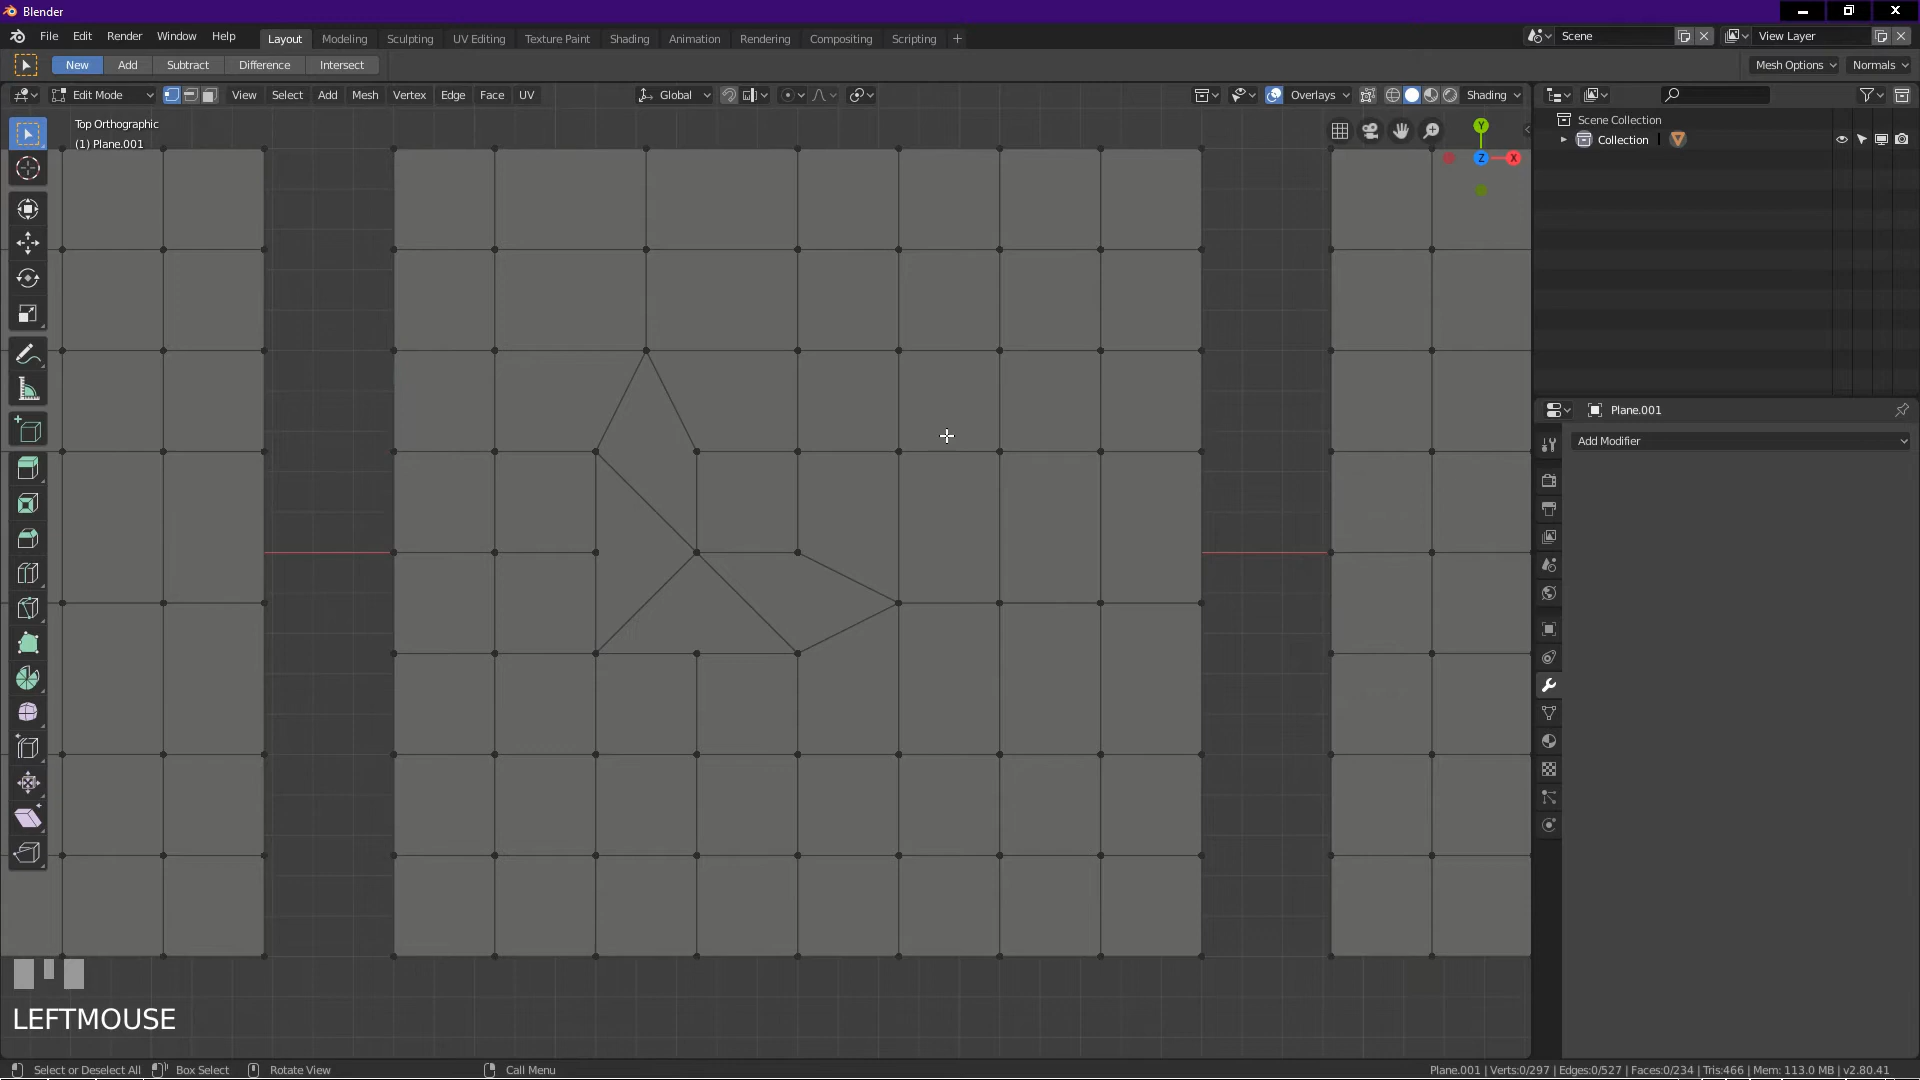 Blender
File Edit Render Window Help Layout Modeling Sculpting UV Editing Texture Paint Shading Animation Rendering Compositing Scripting + Scene View Layer
New Add Subtract Difference Intersect Mesh Options Normals
Edit Mode View Select Add Mesh Vertex Edge Face UV Global Overlays Shading
Top Orthographic
(1) Plane.001
Y
Z
X
Scene Collection
Collection
Plane.001
Add Modifier
LEFTMOUSE
Select or Deselect All Box Select Rotate View Call Menu Plane.001 | Verts:0/297 | Edges:0/527 | Faces:0/234 | Tris:466 | Mem: 113.0 MB | v2.80.41